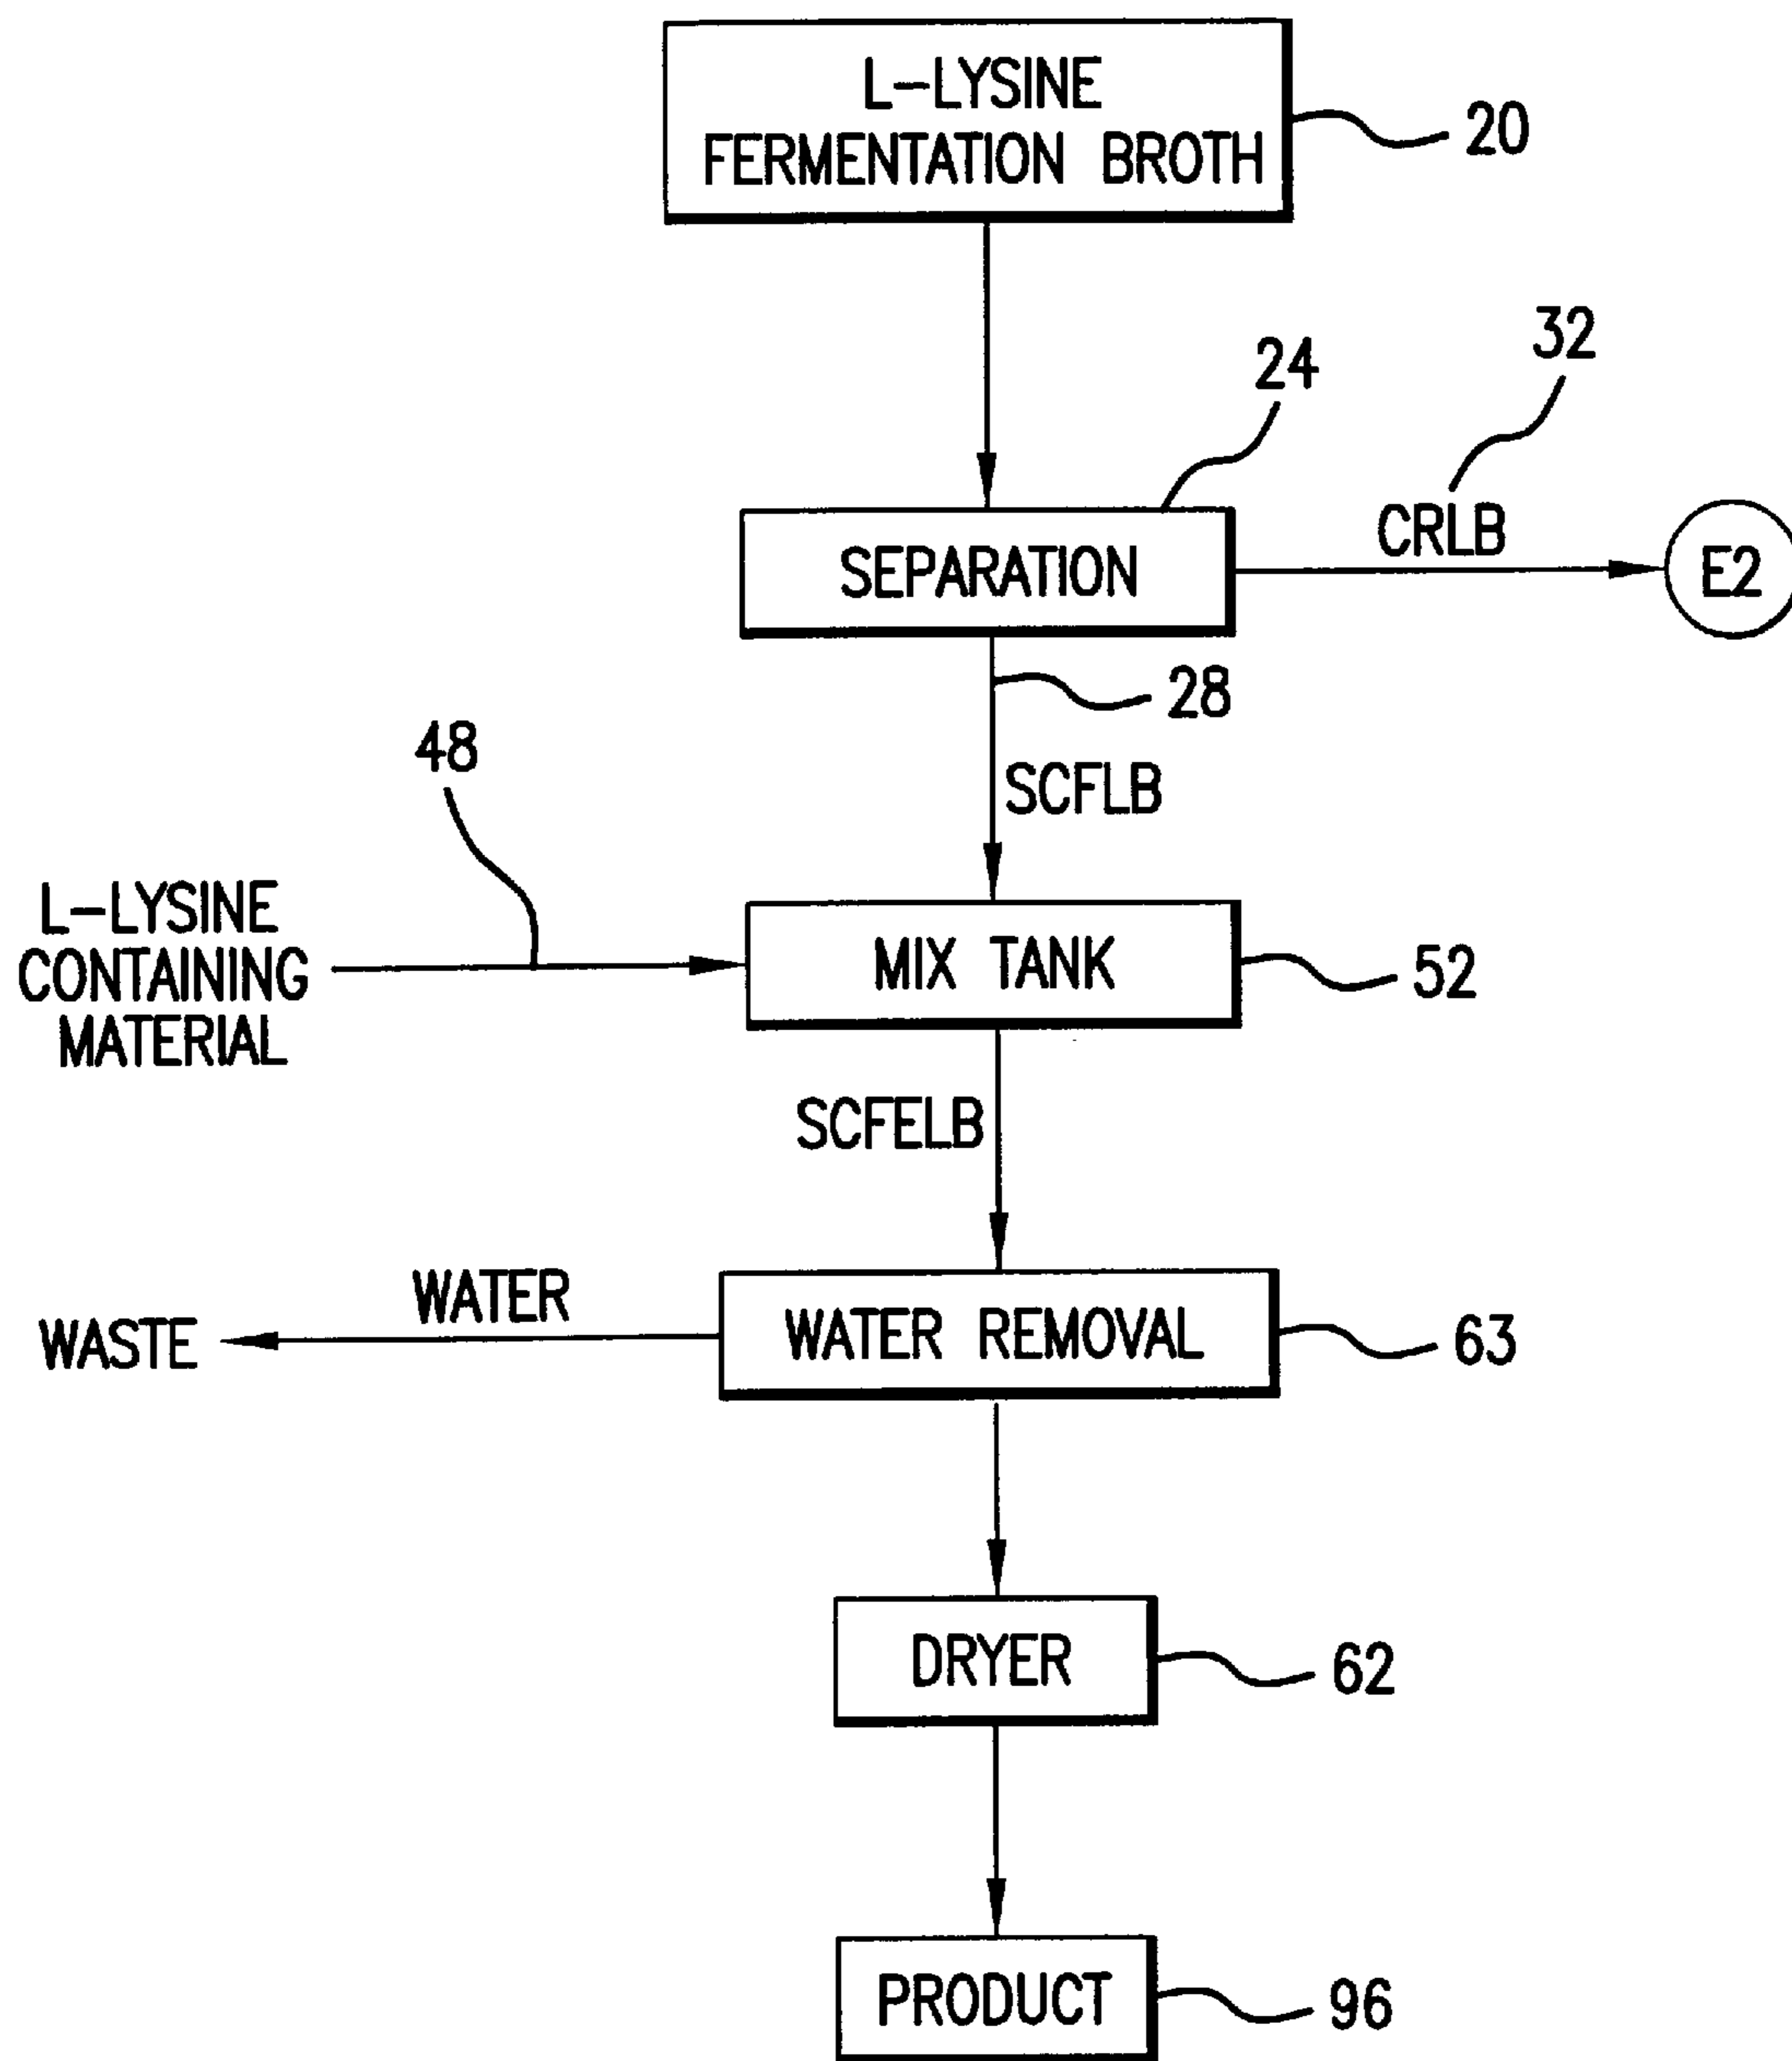 L-LYSINE
FERMENTATION BROTH
20
32
24
CRLB
SEPARATION
E2
28
48
SCFLB
L-LYSINE
CONTAINING
MATERIAL
MIX TANK
52
SCFELB
WATER
WASTE
WATER REMOVAL
63
DRYER
62
PRODUCT
96